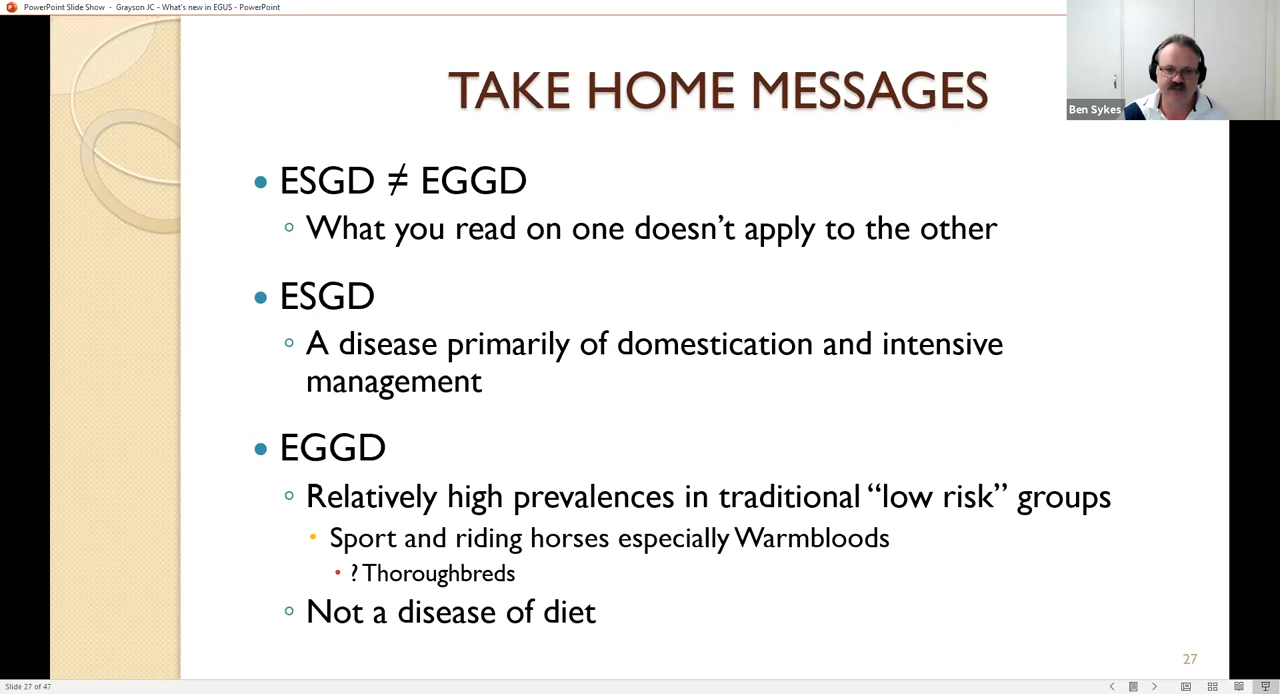 PowerPoint Slide Show - Grayson JC - What's new in EGUS - PowerPoint
Ben Sykes
TAKE HOME MESSAGES
• ESGD ≠ EGGD
◦ What you read on one doesn’t apply to the other
• ESGD
◦ A disease primarily of domestication and intensive
management
• EGGD
◦ Relatively high prevalences in traditional “low risk” groups
• Sport and riding horses especially Warmbloods
• ? Thoroughbreds
◦ Not a disease of diet
27
Slide 27 of 47